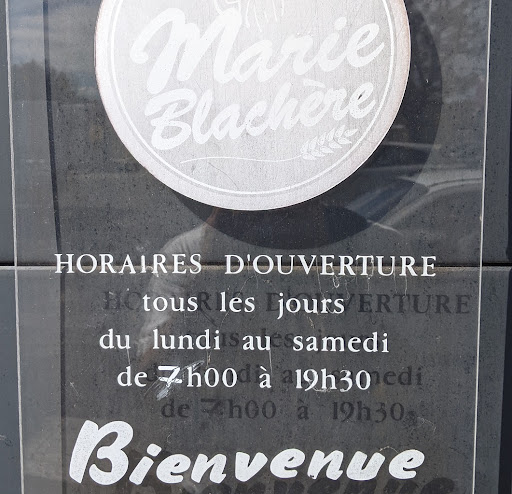 Marie
Blachère
HORAIRES D'OUVERTURE
tous les jours
du lundi au samedi
de 7h00 à 19h30
Bienvenue